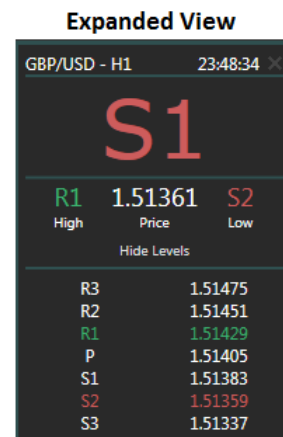 Expanded View
GBP/USD - H1 23:48:34 ×
S1
R1 1.51361 S2
High Price Low
Hide Levels
R3 1.51475
R2 1.51451
R1 1.51429
P 1.51405
S1 1.51383
S2 1.51359
S3 1.51337